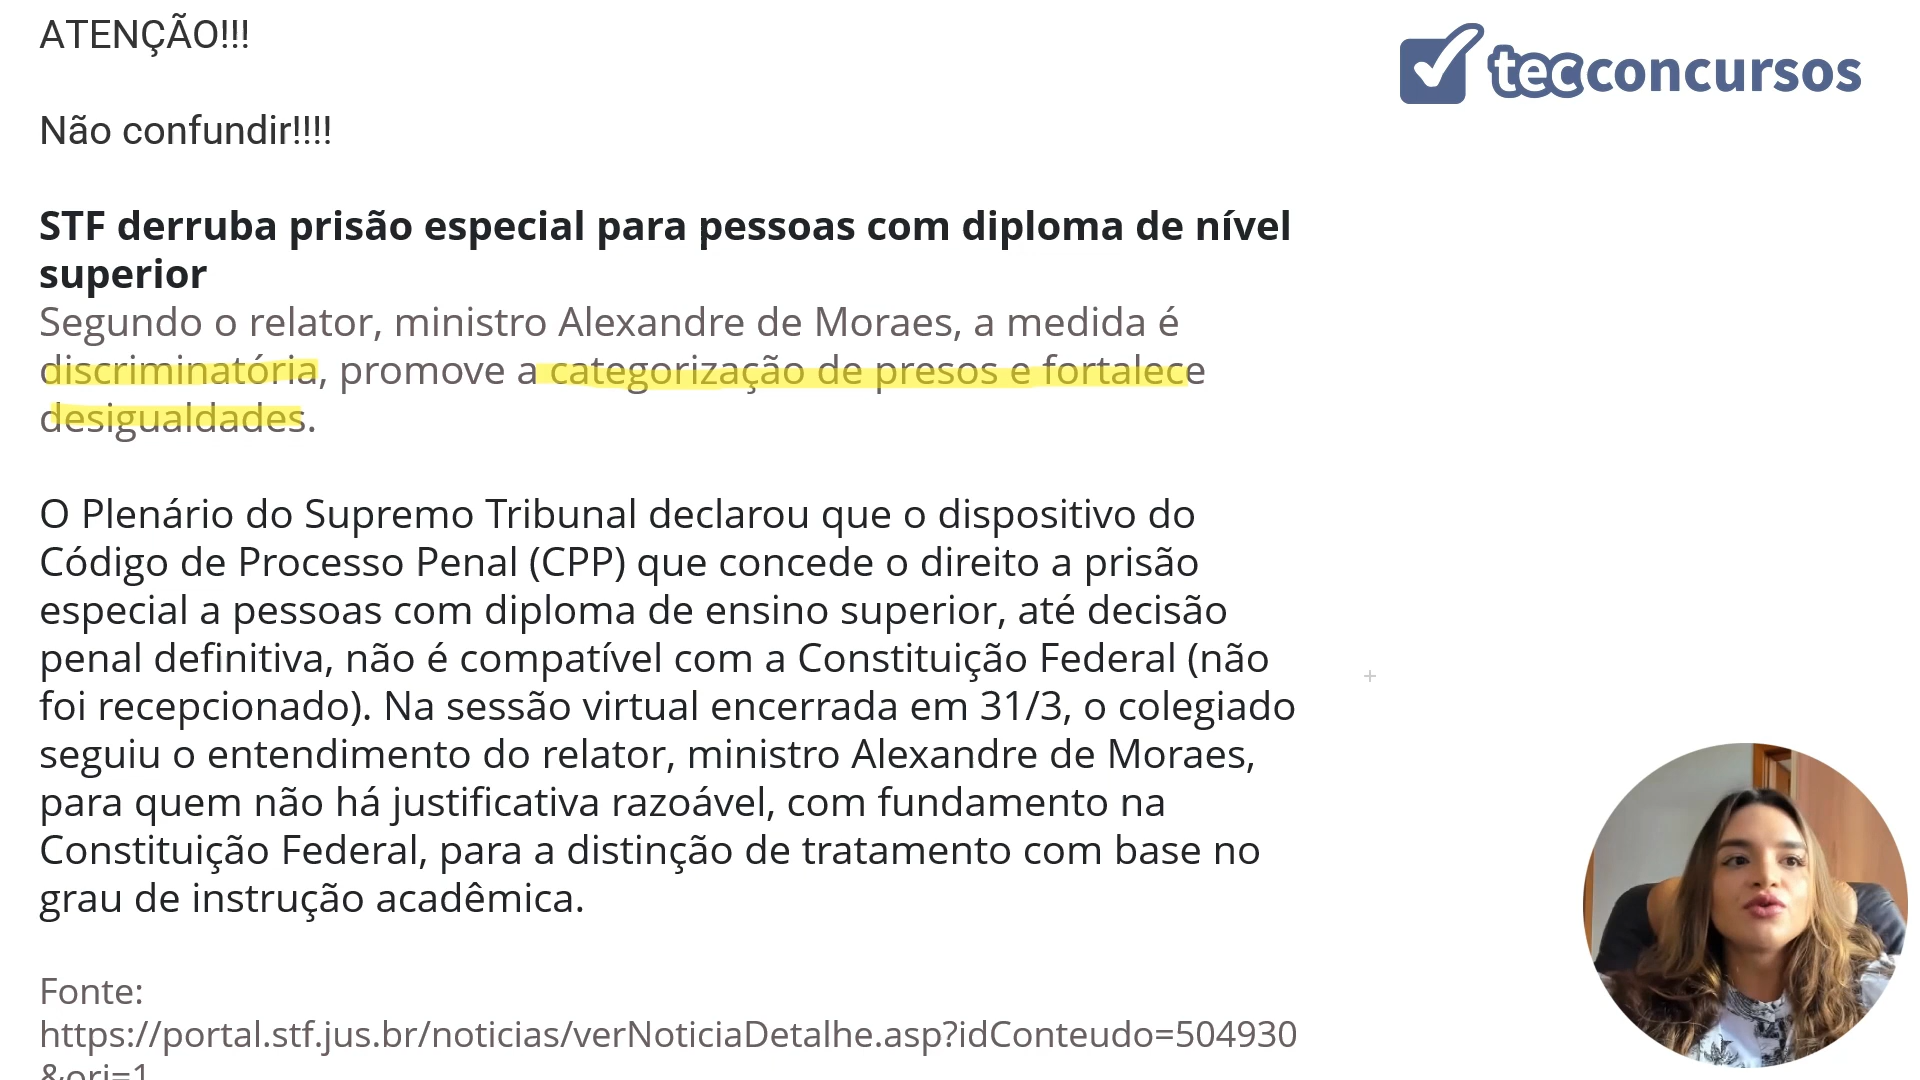 ATENÇÃO!!!
tecconcursos
Não confundir!!!!
STF derruba prisão especial para pessoas com diploma de nível
superior
Segundo o relator, ministro Alexandre de Moraes, a medida é
discriminatória, promove a categorização de presos e fortalece
desigualdades.
O Plenário do Supremo Tribunal declarou que o dispositivo do
Código de Processo Penal (CPP) que concede o direito a prisão
especial a pessoas com diploma de ensino superior, até decisão
penal definitiva, não é compatível com a Constituição Federal (não
foi recepcionado). Na sessão virtual encerrada em 31/3, o colegiado
seguiu o entendimento do relator, ministro Alexandre de Moraes,
para quem não há justificativa razoável, com fundamento na
Constituição Federal, para a distinção de tratamento com base no
grau de instrução acadêmica.
Fonte:
https://portal.stf.jus.br/noticias/verNoticiaDetalhe.asp?idConteudo=504930
&ori=1